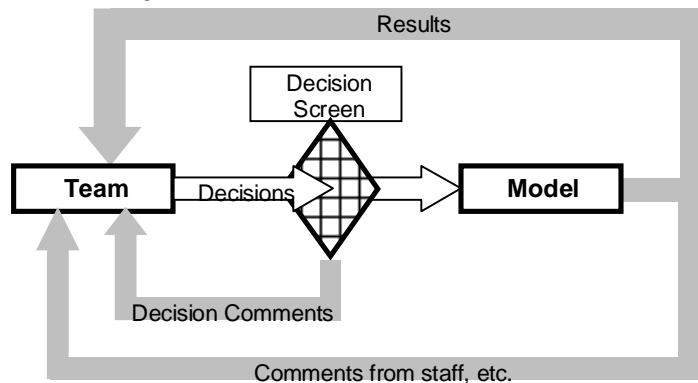 Results
Decision
Screen
Team
Decisions
Model
Decision Comments
Comments from staff, etc.